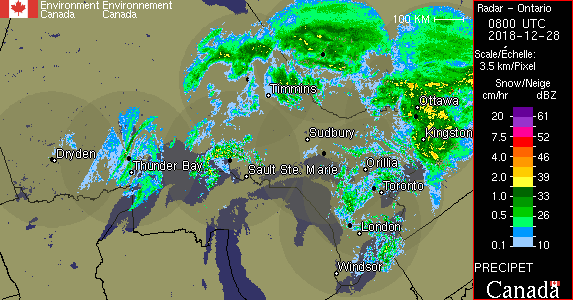 Environment Environnement
Canada Canada
100 KM
Timmins
Ottawa
Kingston
Sudbury
Dryden
Thunder Bay
Sault Ste. Marie
Orillia
Toronto
London
Windsor
Radar - Ontario
0800 UTC
2018-12-28
Scale/Échelle:
3.5 km/Pixel
Snow/Neige
cm/hr dBZ
20 61
7.5 52
4.0 46
2.0 39
1.0 33
0.5 26
0.1 10
PRECIPET
Canada